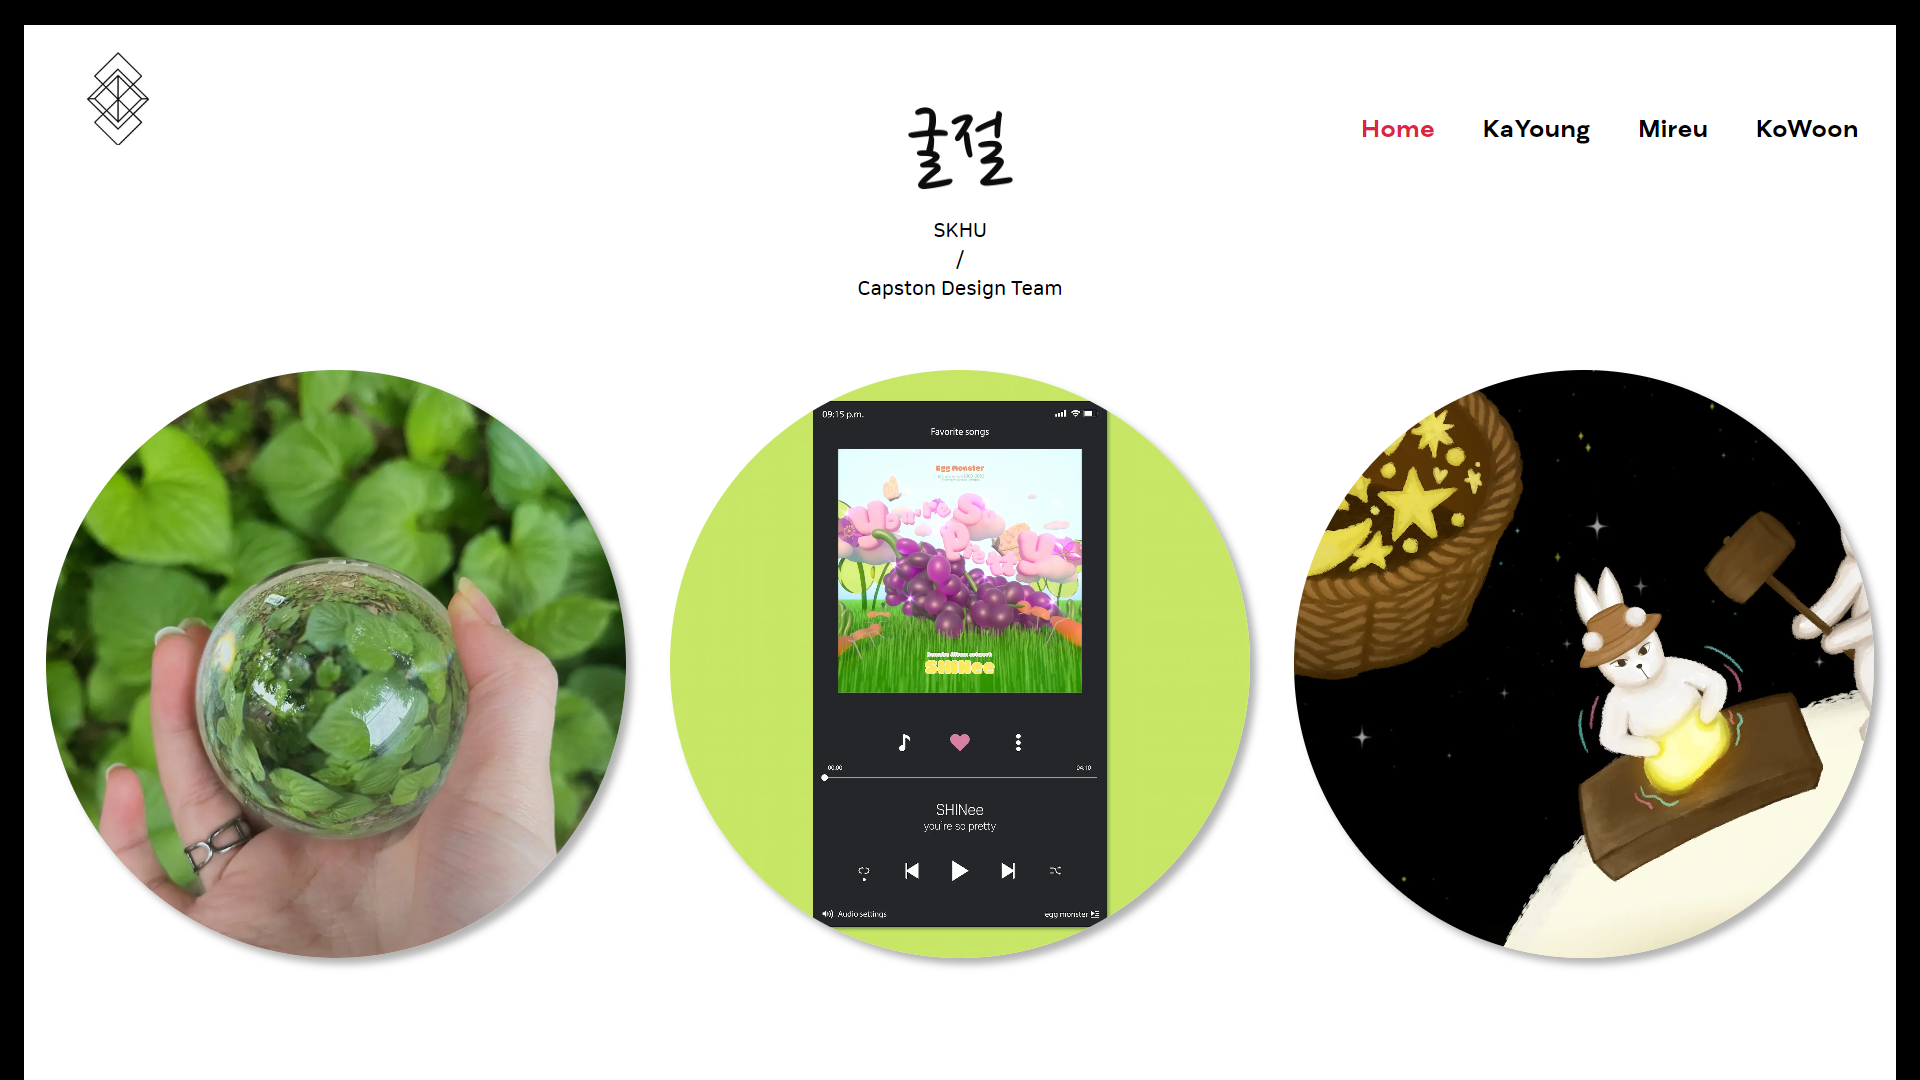 Home KaYoung Mireu KoWoon
굴절
SKHU
/
Capston Design Team
09:15 p.m.
Favorite songs
Egg Monster
you're so pretty
SHINee
00:00 04:10
SHINee
you're so pretty
Audio settings egg monster